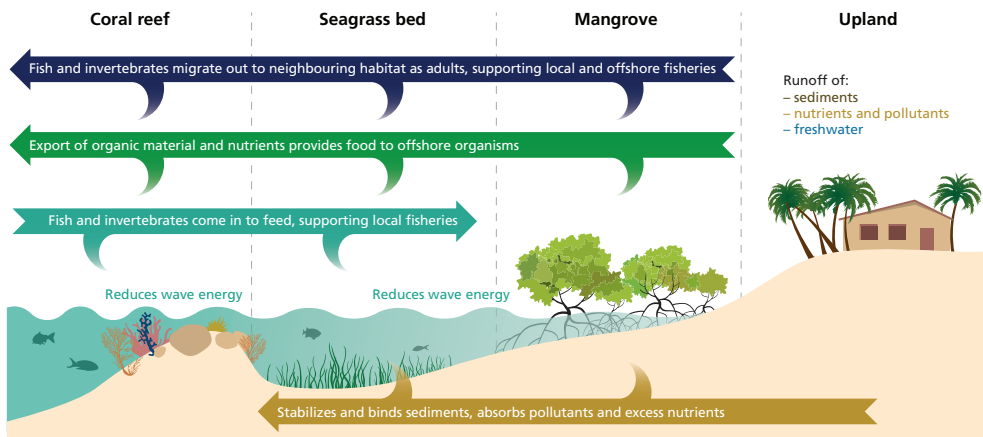 Coral reef
Seagrass bed
Mangrove
Upland
Fish and invertebrates migrate out to neighbouring habitat as adults, supporting local and offshore fisheries
Runoff of:
– sediments
– nutrients and pollutants
– freshwater
Export of organic material and nutrients provides food to offshore organisms
Fish and invertebrates come in to feed, supporting local fisheries
Reduces wave energy
Reduces wave energy
Stabilizes and binds sediments, absorbs pollutants and excess nutrients